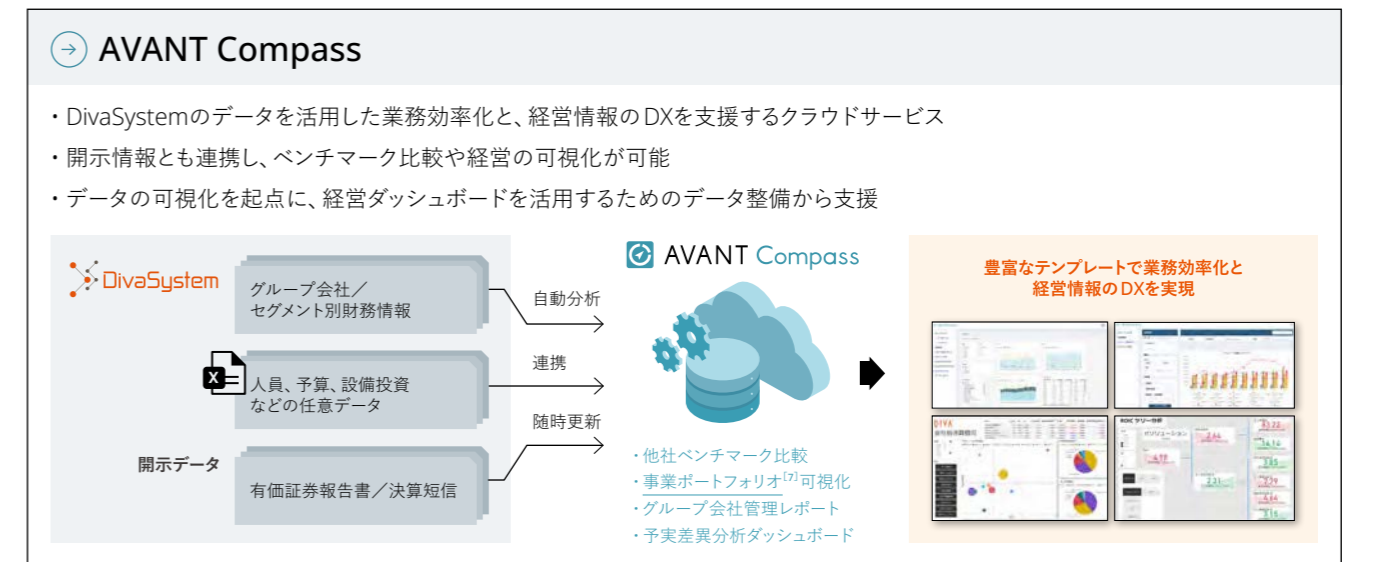 AVANT Compass
・DivaSystemのデータを活用した業務効率化と、経営情報のDXを支援するクラウドサービス
・開示情報とも連携し、ベンチマーク比較や経営の可視化が可能
・データの可視化を起点に、経営ダッシュボードを活用するためのデータ整備から支援
DivaSystem
グループ会社／
セグメント別財務情報
X
人員、予算、設備投資
などの任意データ
開示データ
有価証券報告書／決算短信
自動分析
連携
随時更新
AVANT Compass
・他社ベンチマーク比較
・事業ポートフォリオ[7]可視化
・グループ会社管理レポート
・予実差異分析ダッシュボード
豊富なテンプレートで業務効率化と
経営情報のDXを実現
DIVA
ROIC ツリー分析